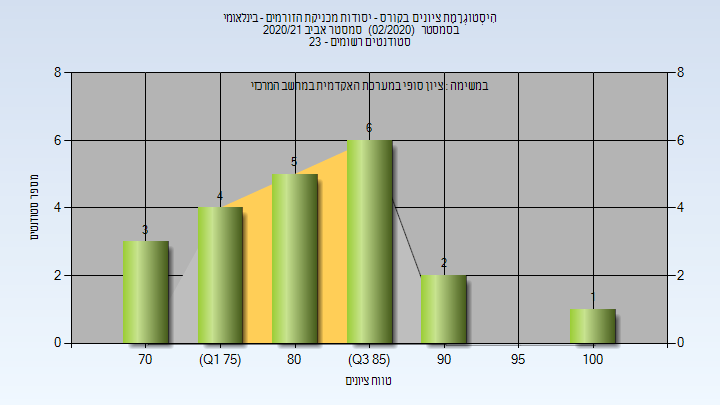 הִיסְטוֹגְרַמַת ציונים בקורס - יסודות מכניקת הזורמים - בינלאומי
בסמסטר (02/2020) סמסטר אביב 2020/21
סטודנטים רשומים - 23
במשימה : ציון סופי במערכת האקדמית במחשב המרכזי
8 8
6 6
4 4
2 2
0 0
3 4 5 6 2 1
מספר סטודנטים
70 (Q1 75) 80 (Q3 85) 90 95 100
טווח ציונים